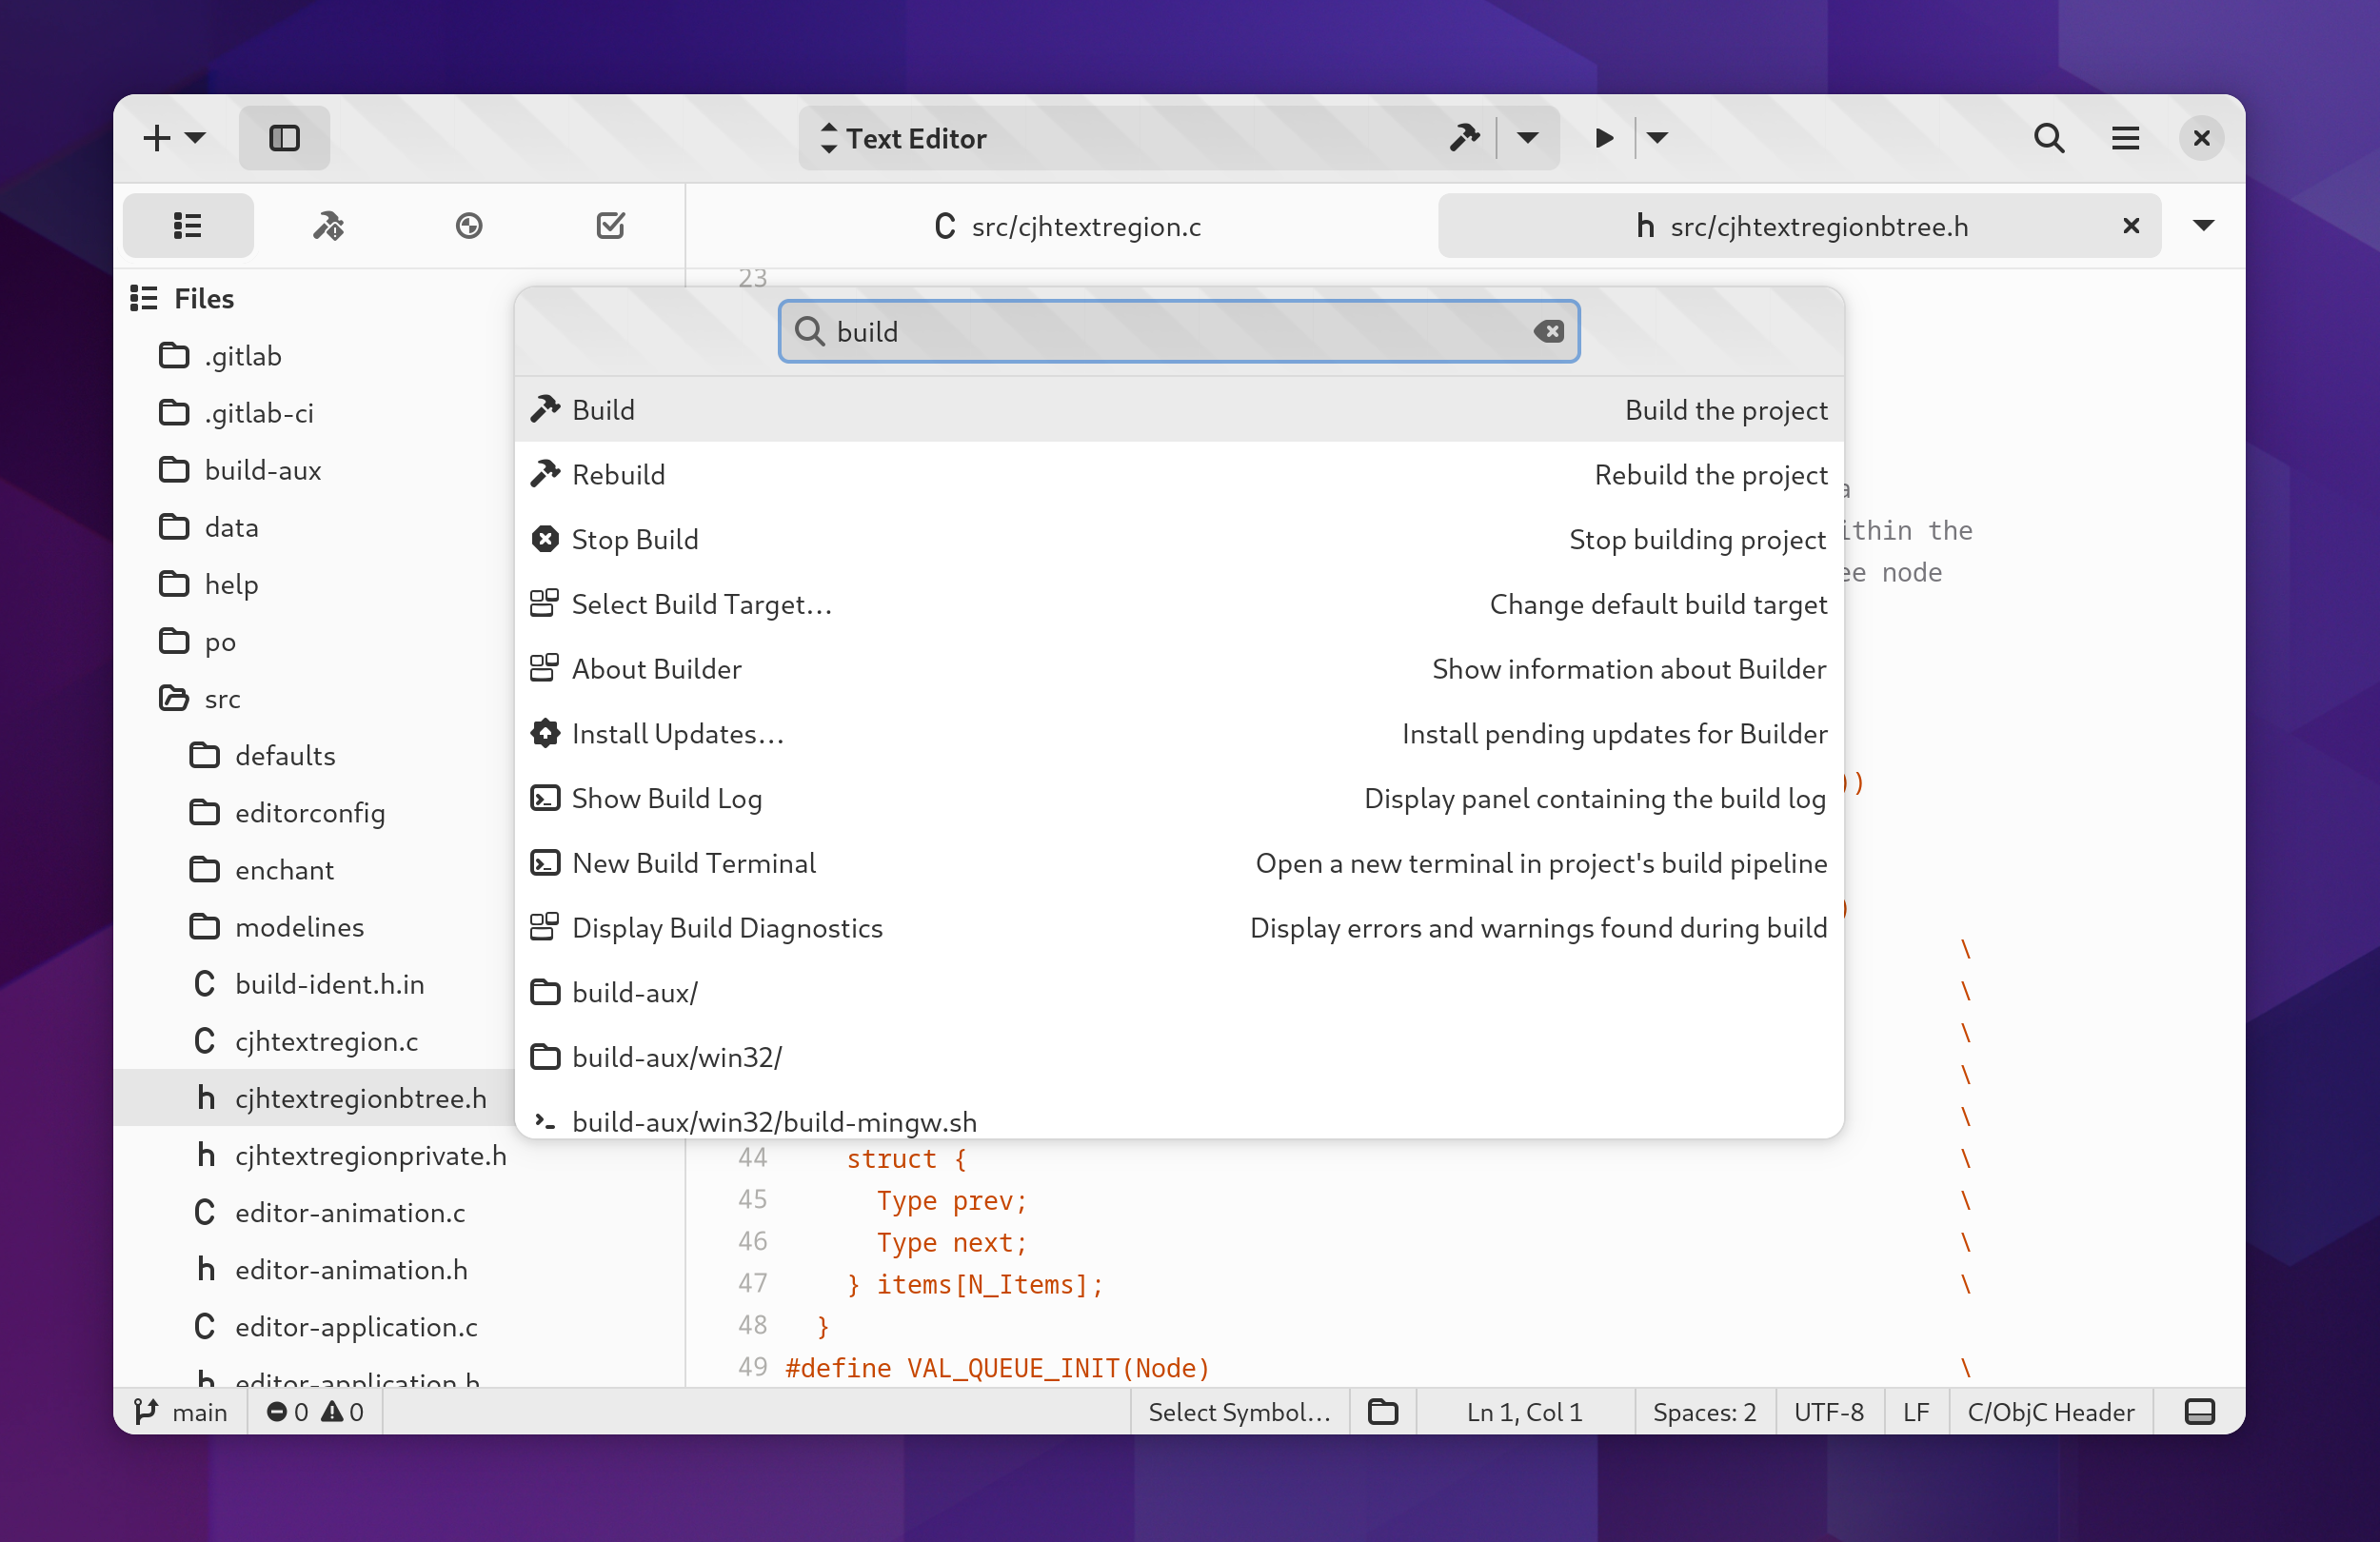 Text Editor
C src/cjhtextregion.c
h src/cjhtextregionbtree.h
Files
.gitlab
.gitlab-ci
build-aux
data
help
po
src
defaults
editorconfig
enchant
modelines
C build-ident.h.in
C cjhtextregion.c
h cjhtextregionbtree.h
h cjhtextregionprivate.h
C editor-animation.c
h editor-animation.h
C editor-application.c
h editor-application.h
23
build
Build Build the project
Rebuild Rebuild the project
Stop Build Stop building project
Select Build Target… Change default build target
About Builder Show information about Builder
Install Updates… Install pending updates for Builder
Show Build Log Display panel containing the build log
New Build Terminal Open a new terminal in project's build pipeline
Display Build Diagnostics Display errors and warnings found during build
build-aux/
build-aux/win32/
build-aux/win32/build-mingw.sh
the
node
))
)
\
\
\
\
\
44 struct { \
45 Type prev; \
46 Type next; \
47 } items[N_Items]; \
48 }
49 #define VAL_QUEUE_INIT(Node) \
main 0 0 Select Symbol… Ln 1, Col 1 Spaces: 2 UTF-8 LF C/ObjC Header